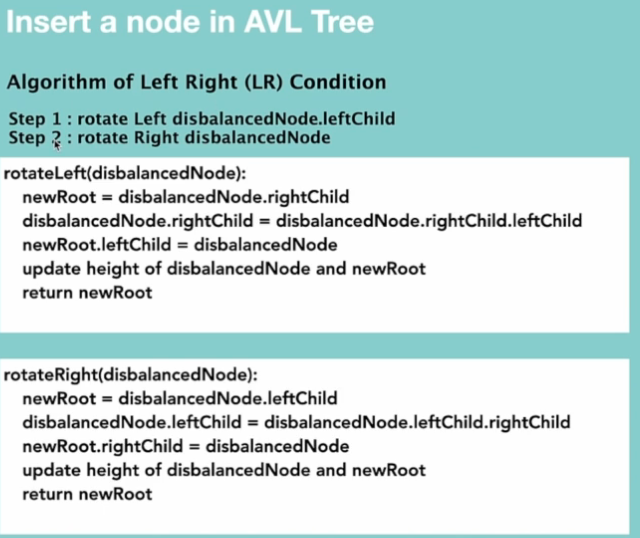 Insert a node in AVL Tree
Algorithm of Left Right (LR) Condition
Step 1 : rotate Left disbalancedNode.leftChild
Step 2 : rotate Right disbalancedNode
rotateLeft(disbalancedNode):
newRoot = disbalancedNode.rightChild
disbalancedNode.rightChild = disbalancedNode.rightChild.leftChild
newRoot.leftChild = disbalancedNode
update height of disbalancedNode and newRoot
return newRoot
rotateRight(disbalancedNode):
newRoot = disbalancedNode.leftChild
disbalancedNode.leftChild = disbalancedNode.leftChild.rightChild
newRoot.rightChild = disbalancedNode
update height of disbalancedNode and newRoot
return newRoot